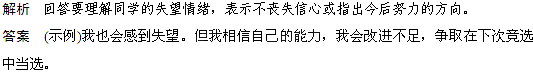 解析　回答要理解同学的失望情绪，表示不丧失信心或指出今后努力的方向。
答案　(示例)我也会感到失望。但我相信自己的能力，我会改进不足，争取在下次竞选
中当选。